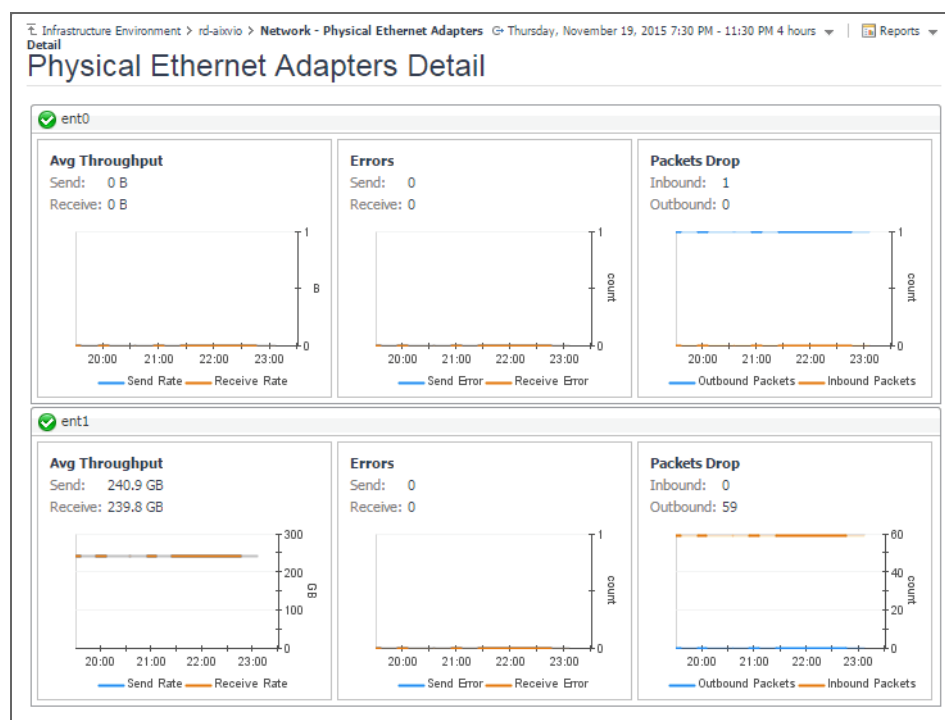 Infrastructure Environment > rd-aixvio > Network - Physical Ethernet Adapters Thursday, November 19, 2015 7:30 PM - 11:30 PM 4 hours | Reports
Detail
Physical Ethernet Adapters Detail
ent0
Avg Throughput
Send: 0 B
Receive: 0 B
1
B
0
20:00 21:00 22:00 23:00
Send Rate Receive Rate
Errors
Send: 0
Receive: 0
1
count
0
20:00 21:00 22:00 23:00
Send Error Receive Error
Packets Drop
Inbound: 1
Outbound: 0
1
count
0
20:00 21:00 22:00 23:00
Outbound Packets Inbound Packets
ent1
Avg Throughput
Send: 240.9 GB
Receive: 239.8 GB
300
200
GB
100
0
20:00 21:00 22:00 23:00
Send Rate Receive Rate
Errors
Send: 0
Receive: 0
1
count
0
20:00 21:00 22:00 23:00
Send Error Receive Error
Packets Drop
Inbound: 0
Outbound: 59
60
40
count
20
0
20:00 21:00 22:00 23:00
Outbound Packets Inbound Packets